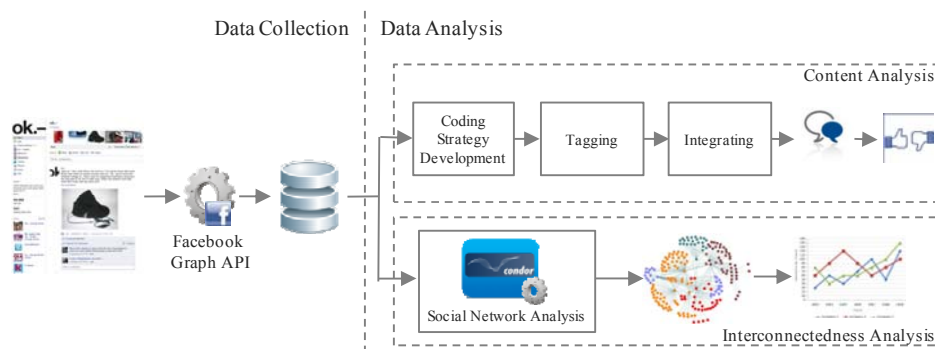 Data Collection
Data Analysis
Content Analysis
ok.–
Coding
Strategy
Development
Tagging
Integrating
Facebook
Graph API
condor
Social Network Analysis
Interconnectedness Analysis